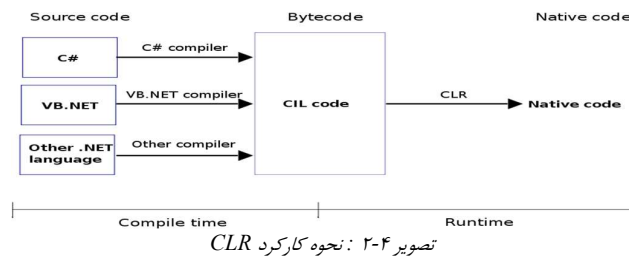 Source code Bytecode Native code
C# C# compiler
VB.NET VB.NET compiler CIL code CLR Native code
Other .NET language Other compiler
Compile time Runtime
تصویر ۴-۲ : نحوه کارکرد CLR